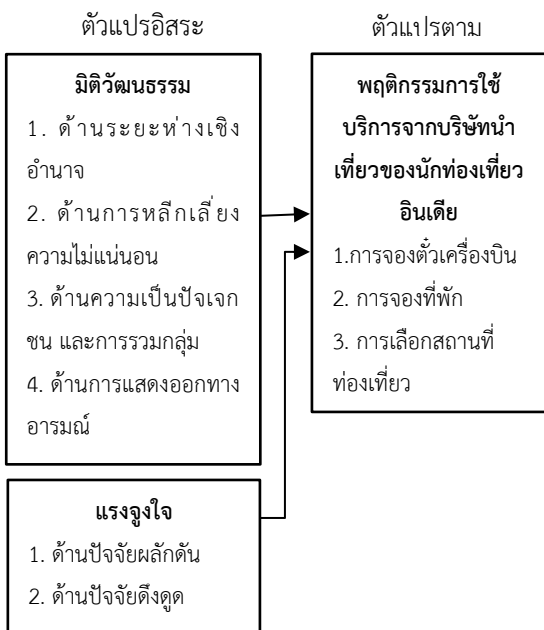 ตัวแปรอิสระ
มิติวัฒนธรรม
1. ด้านระยะห่างเชิง
อำนาจ
2. ด้านการหลีกเลี่ยง
ความไม่แน่นอน
3. ด้านความเป็นปัจเจก
ชน และการรวมกลุ่ม
4. ด้านการแสดงออกทาง
อารมณ์
แรงจูงใจ
1. ด้านปัจจัยผลักดัน
2. ด้านปัจจัยดึงดูด
ตัวแปรตาม
พฤติกรรมการใช้
บริการจากบริษัทนำ
เที่ยวของนักท่องเที่ยว
อินเดีย
1.การจองตั๋วเครื่องบิน
2. การจองที่พัก
3. การเลือกสถานที่
ท่องเที่ยว